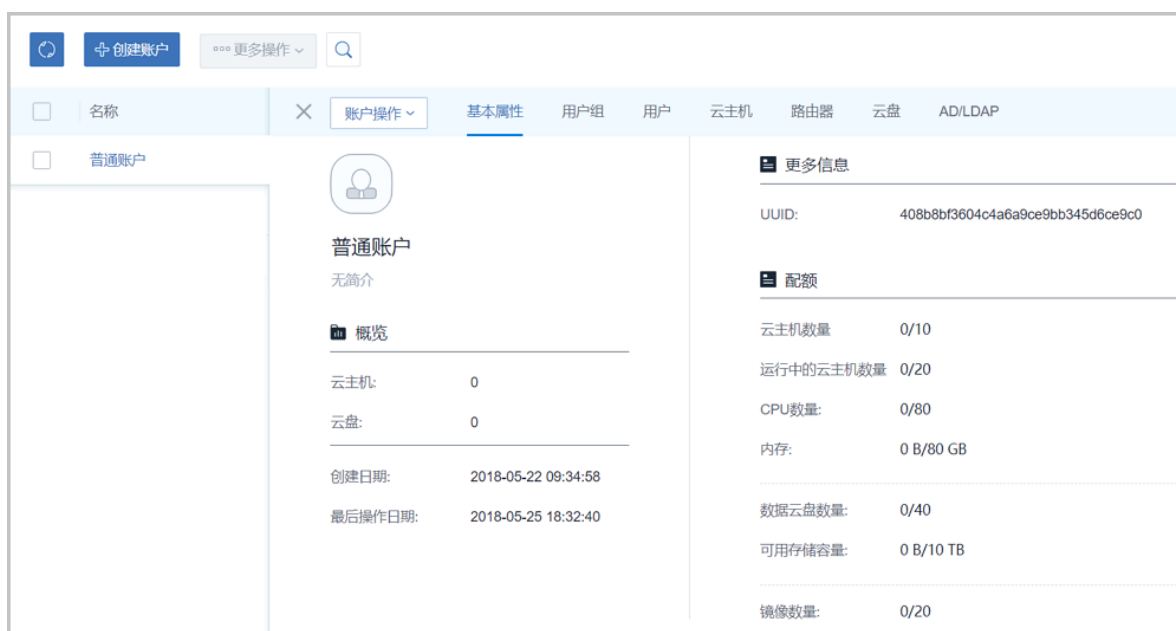 创建账户 更多操作
名称 账户操作 基本属性 用户组 用户 云主机 路由器 云盘 AD/LDAP
普通账户
普通账户
无简介
概览
云主机: 0
云盘: 0
创建日期: 2018-05-22 09:34:58
最后操作日期: 2018-05-25 18:32:40
更多信息
UUID: 408b8bf3604c4a6a9ce9bb345d6ce9c0
配额
云主机数量 0/10
运行中的云主机数量 0/20
CPU数量: 0/80
内存: 0 B/80 GB
数据云盘数量: 0/40
可用存储容量: 0 B/10 TB
镜像数量: 0/20